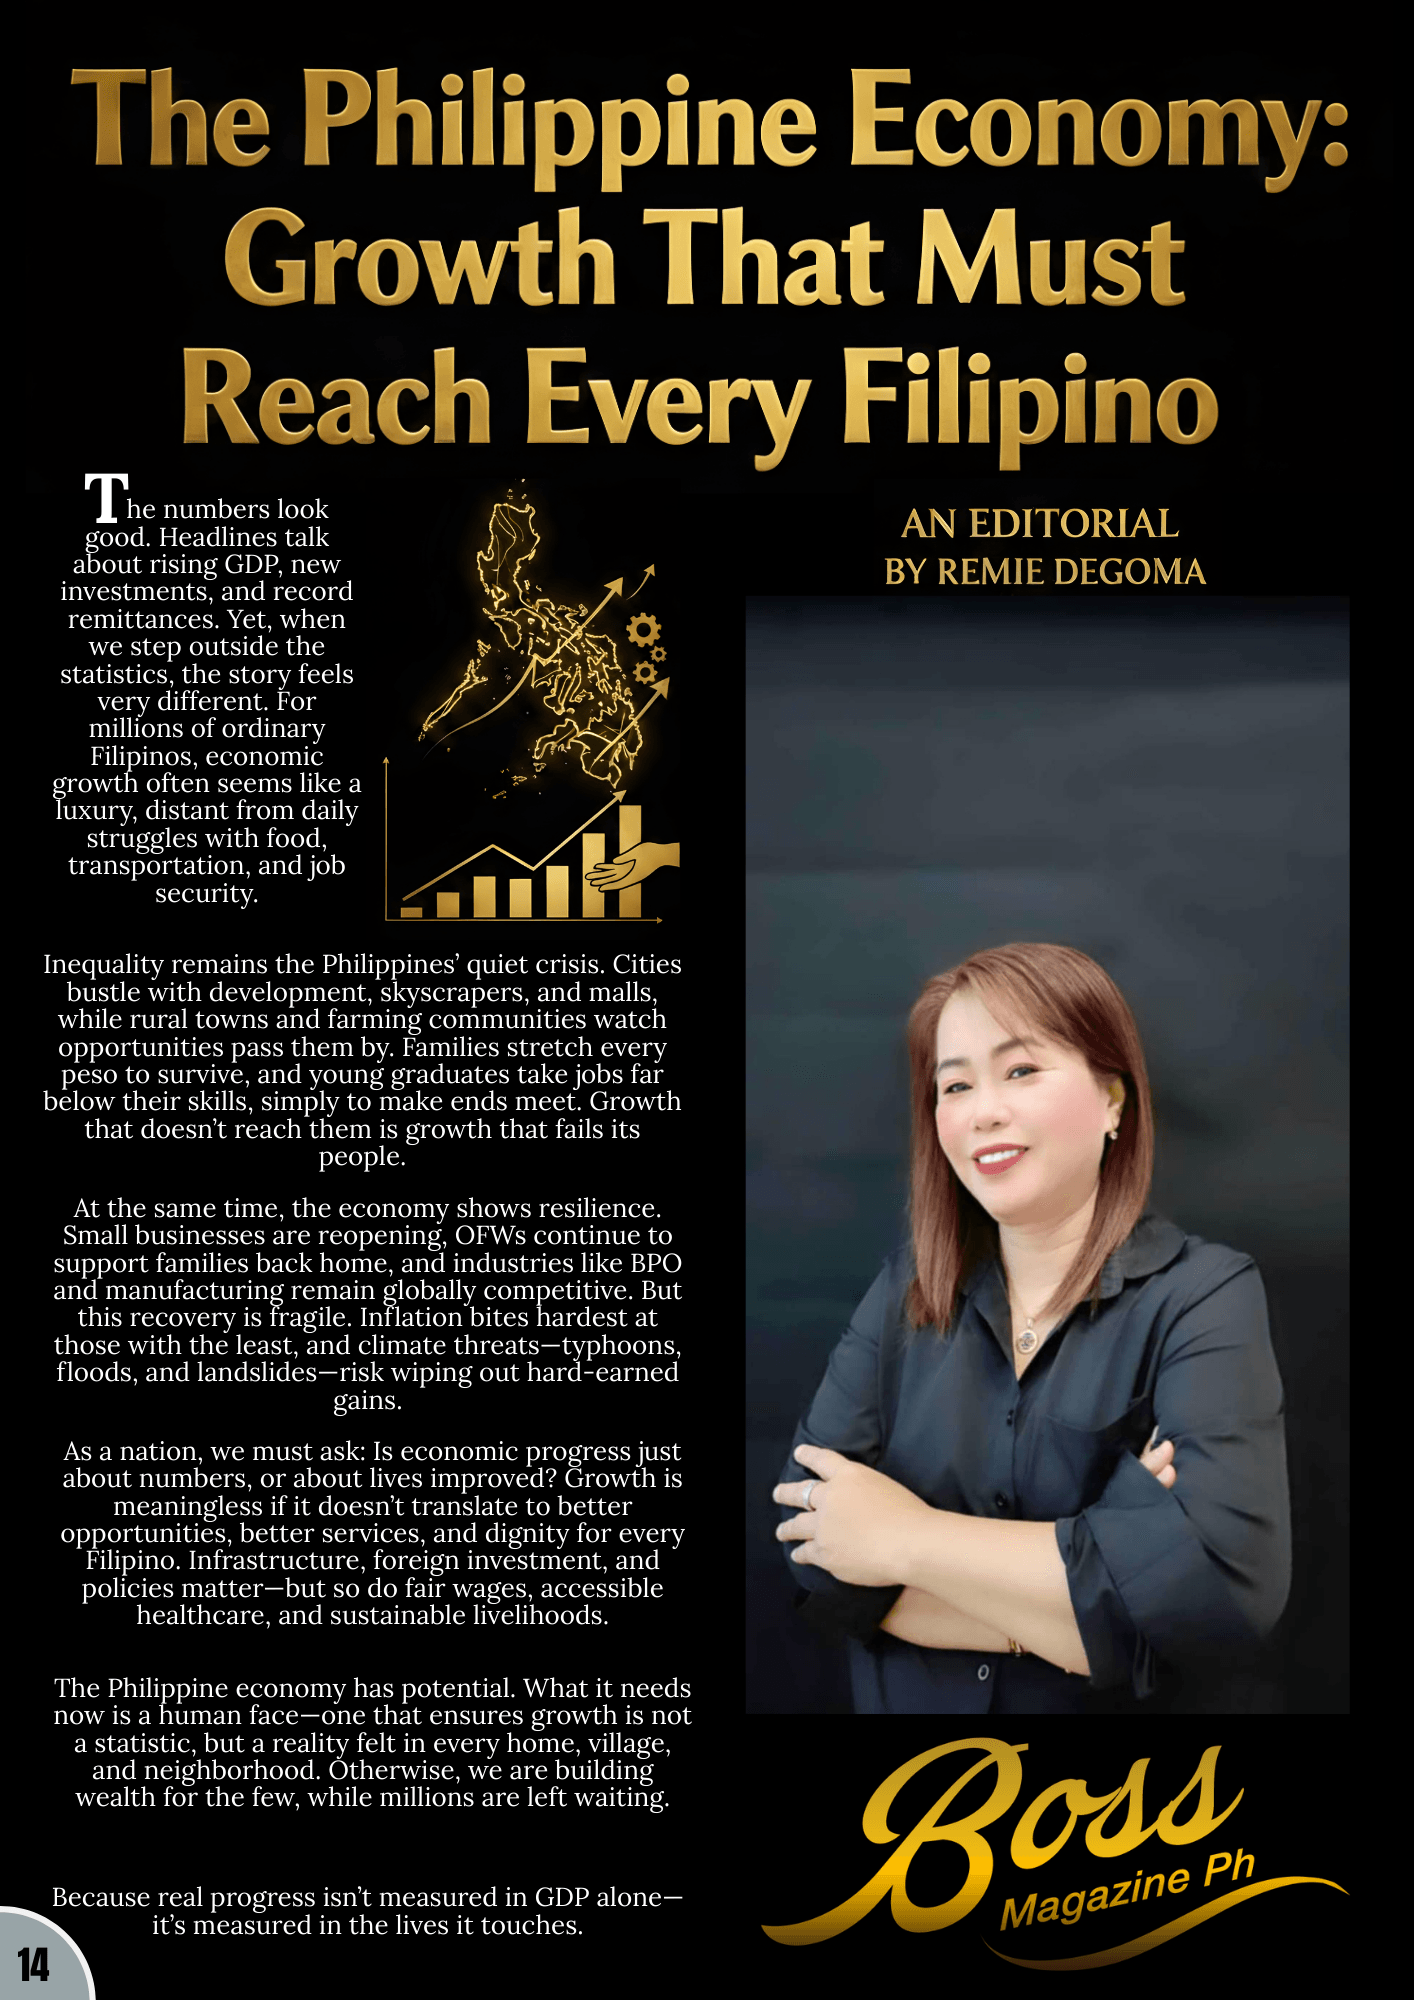 The Philippine Economy:
Growth That Must
Reach Every Filipino
The numbers look
good. Headlines talk
about rising GDP, new
investments, and record
remittances. Yet, when
we step outside the
statistics, the story feels
very different. For
millions of ordinary
Filipinos, economic
growth often seems like a
luxury, distant from daily
struggles with food,
transportation, and job
security.
Inequality remains the Philippines’ quiet crisis. Cities
bustle with development, skyscrapers, and malls,
while rural towns and farming communities watch
opportunities pass them by. Families stretch every
peso to survive, and young graduates take jobs far
below their skills, simply to make ends meet. Growth
that doesn’t reach them is growth that fails its
people.
At the same time, the economy shows resilience.
Small businesses are reopening, OFWs continue to
support families back home, and industries like BPO
and manufacturing remain globally competitive. But
this recovery is fragile. Inflation bites hardest at
those with the least, and climate threats—typhoons,
floods, and landslides—risk wiping out hard-earned
gains.
As a nation, we must ask: Is economic progress just
about numbers, or about lives improved? Growth is
meaningless if it doesn’t translate to better
opportunities, better services, and dignity for every
Filipino. Infrastructure, foreign investment, and
policies matter—but so do fair wages, accessible
healthcare, and sustainable livelihoods.
The Philippine economy has potential. What it needs
now is a human face—one that ensures growth is not
a statistic, but a reality felt in every home, village,
and neighborhood. Otherwise, we are building
wealth for the few, while millions are left waiting.
Because real progress isn’t measured in GDP alone—
it’s measured in the lives it touches.
AN EDITORIAL
BY REMIE DEGOMA
Boss
Magazine Ph
14